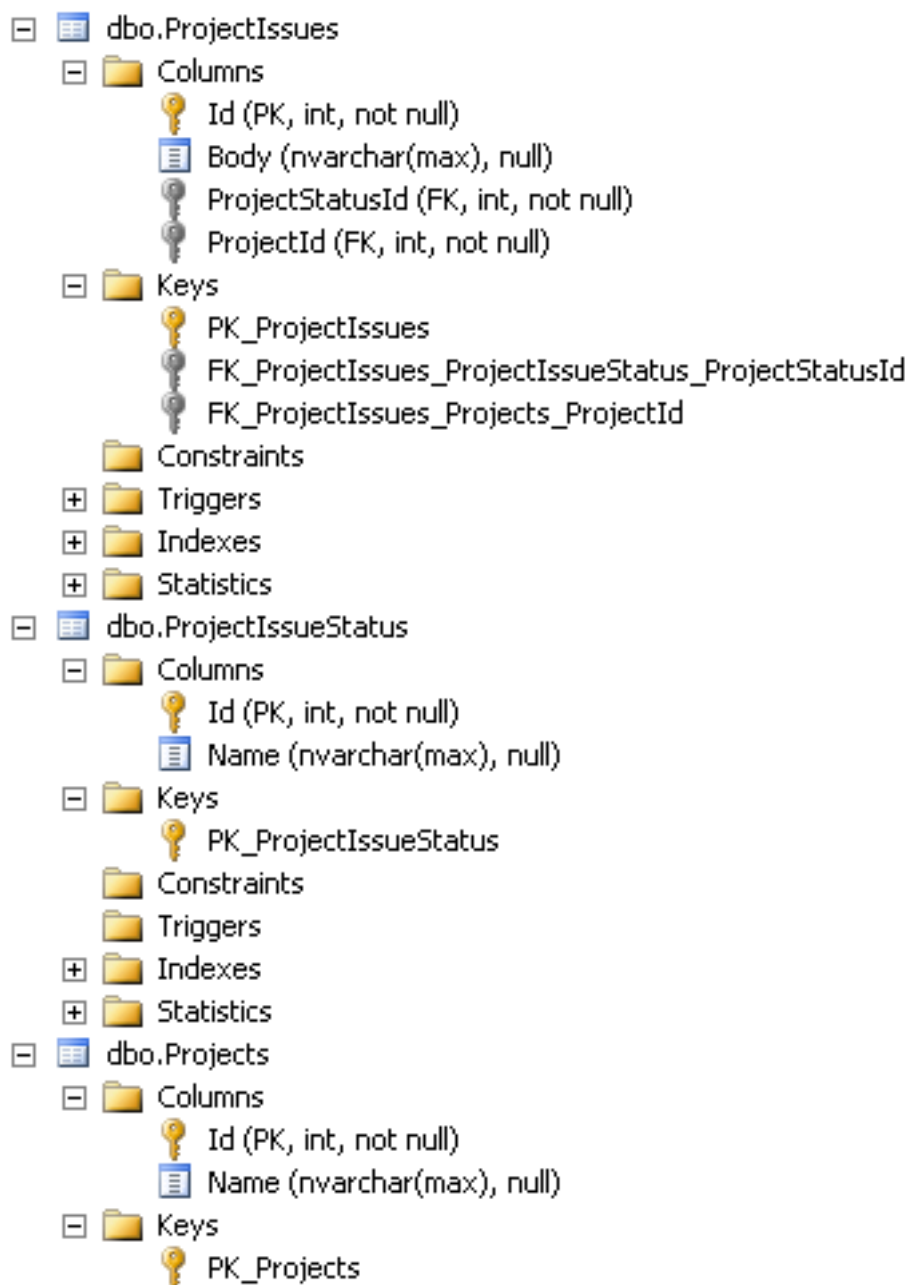 dbo.ProjectIssues
Columns
Id (PK, int, not null)
Body (nvarchar(max), null)
ProjectStatusId (FK, int, not null)
ProjectId (FK, int, not null)
Keys
PK_ProjectIssues
FK_ProjectIssues_ProjectIssueStatus_ProjectStatusId
FK_ProjectIssues_Projects_ProjectId
Constraints
Triggers
Indexes
Statistics
dbo.ProjectIssueStatus
Columns
Id (PK, int, not null)
Name (nvarchar(max), null)
Keys
PK_ProjectIssueStatus
Constraints
Triggers
Indexes
Statistics
dbo.Projects
Columns
Id (PK, int, not null)
Name (nvarchar(max), null)
Keys
PK_Projects